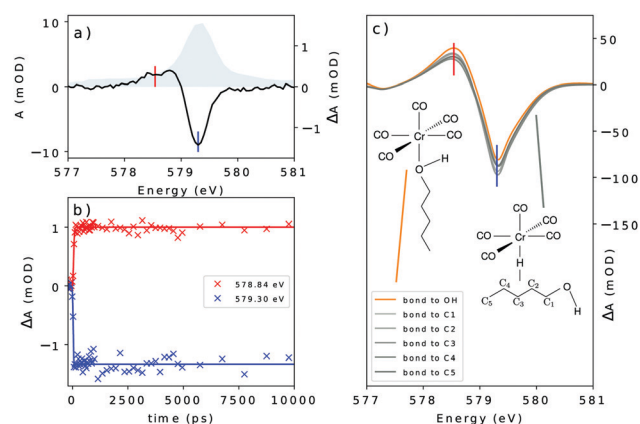 a)
A (mOD)
10
0
−10
1
0
−1
ΔA (mOD)
577 578 579 580 581
Energy (eV)
b)
ΔA (mOD)
1
0
−1
578.84 eV
579.30 eV
0 2500 5000 7500 10000
time (ps)
c)
50
0
−50
−100
−150
ΔA (mOD)
CO
CO CO
CO Cr CO
O H
CO
CO
CO Cr CO
CO
H
C4 C2 O
C5 C3 C1 H
bond to OH
bond to C1
bond to C2
bond to C3
bond to C4
bond to C5
577 578 579 580 581
Energy (eV)